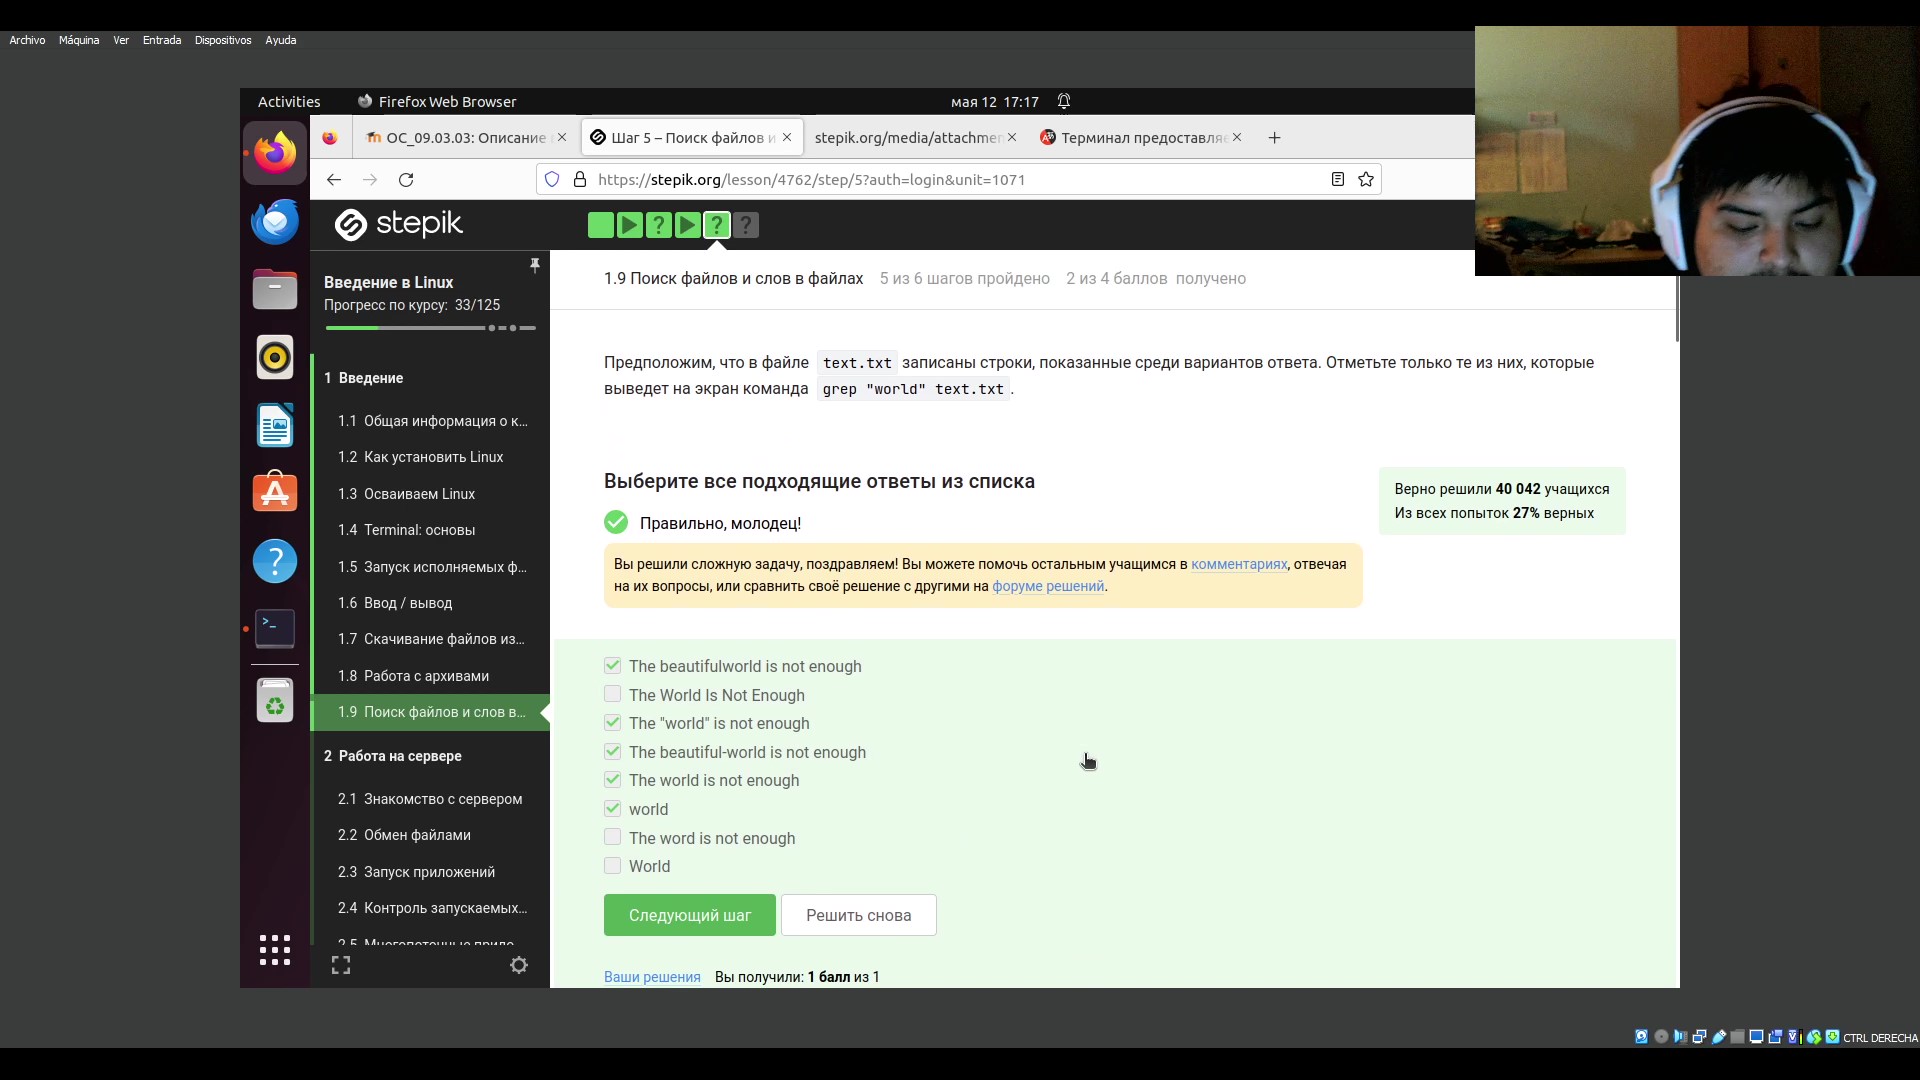 Archivo Máquina Ver Entrada Dispositivos Ayuda
Activities Firefox Web Browser мая 12 17:17
ОС_09.03.03: Описание
Шаг 5 – Поиск файлов и
stepik.org/media/attachmen
Терминал предоставля
https://stepik.org/lesson/4762/step/5?auth=login&unit=1071
stepik
Введение в Linux
Прогресс по курсу: 33/125
1 Введение
1.1 Общая информация о к...
1.2 Как установить Linux
1.3 Осваиваем Linux
1.4 Terminal: основы
1.5 Запуск исполняемых ф...
1.6 Ввод / вывод
1.7 Скачивание файлов из...
1.8 Работа с архивами
1.9 Поиск файлов и слов в...
2 Работа на сервере
2.1 Знакомство с сервером
2.2 Обмен файлами
2.3 Запуск приложений
2.4 Контроль запускаемых...
1.9 Поиск файлов и слов в файлах 5 из 6 шагов пройдено 2 из 4 баллов получено
Предположим, что в файле text.txt записаны строки, показанные среди вариантов ответа. Отметьте только те из них, которые
выведет на экран команда grep "world" text.txt.
Выберите все подходящие ответы из списка
Верно решили 40 042 учащихся
Из всех попыток 27% верных
Правильно, молодец!
Вы решили сложную задачу, поздравляем! Вы можете помочь остальным учащимся в комментариях, отвечая
на их вопросы, или сравнить своё решение с другими на форуме решений.
The beautifulworld is not enough
The World Is Not Enough
The "world" is not enough
The beautiful-world is not enough
The world is not enough
world
The word is not enough
World
Следующий шаг Решить снова
Ваши решения Вы получили: 1 балл из 1
CTRL DERECHA